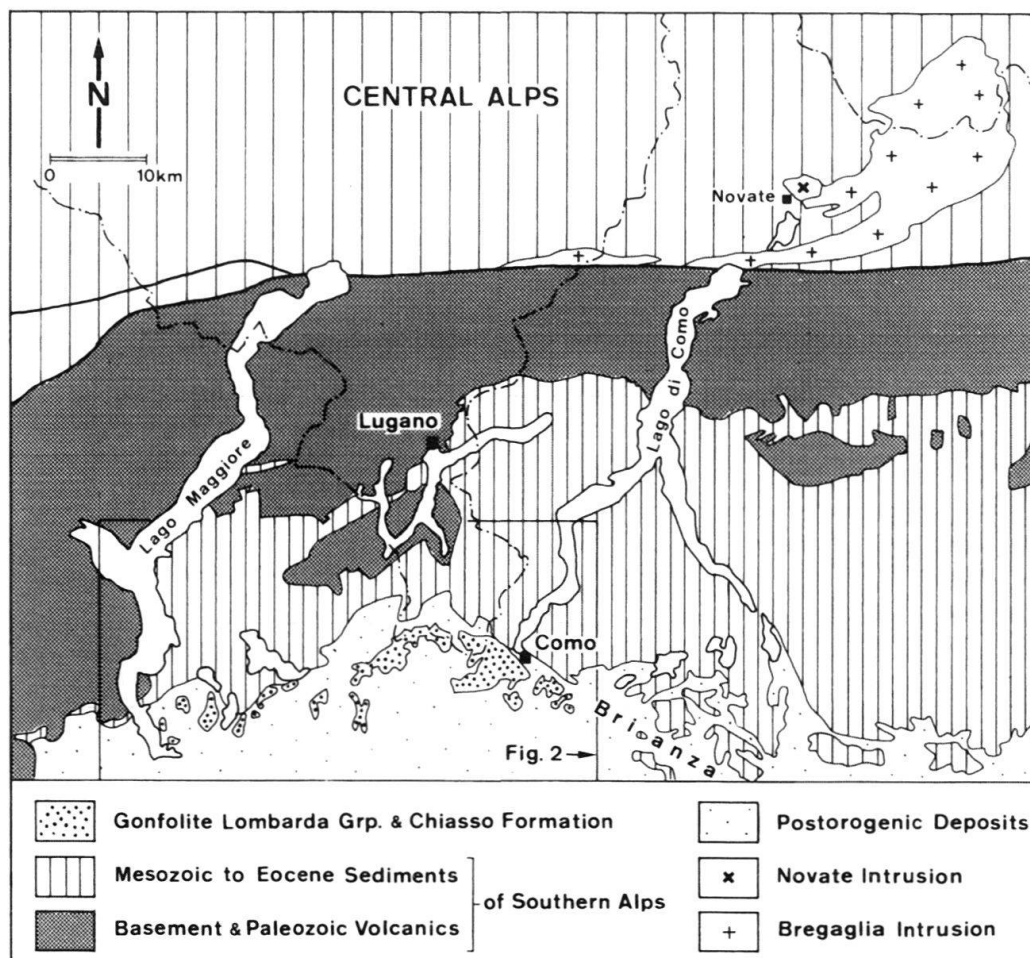 CENTRAL ALPS
N
0 10km
Novate
Lago di Como
Lugano
Lago Maggiore
Como
Brianza
Fig. 2
Gonfolite Lombarda Grp. & Chiasso Formation
Mesozoic to Eocene Sediments
of Southern Alps
Basement & Paleozoic Volcanics
Postorogenic Deposits
Novate Intrusion
Bregaglia Intrusion